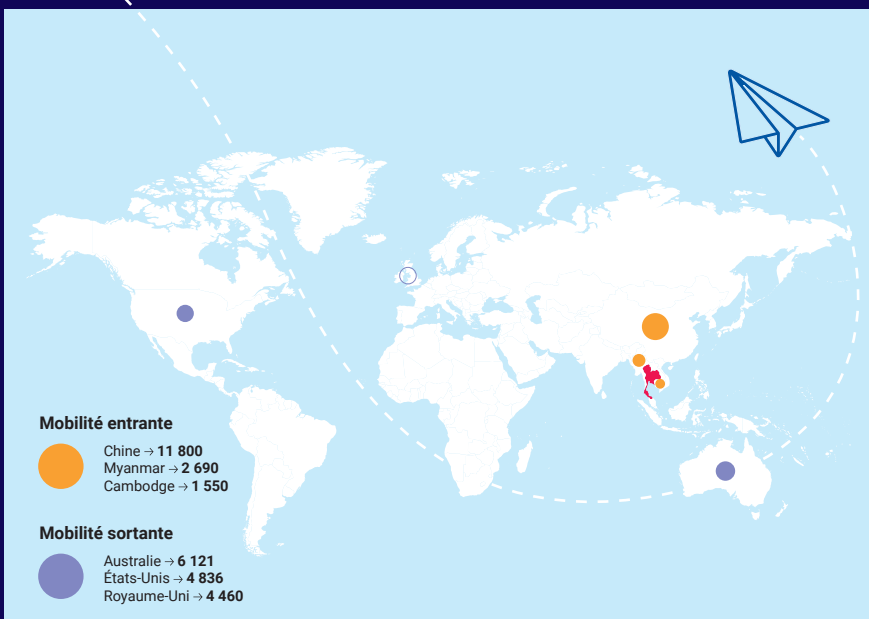 Mobilité entrante
Chine → 11 800
Myanmar → 2 690
Cambodge → 1 550
Mobilité sortante
Australie → 6 121
États-Unis → 4 836
Royaume-Uni → 4 460